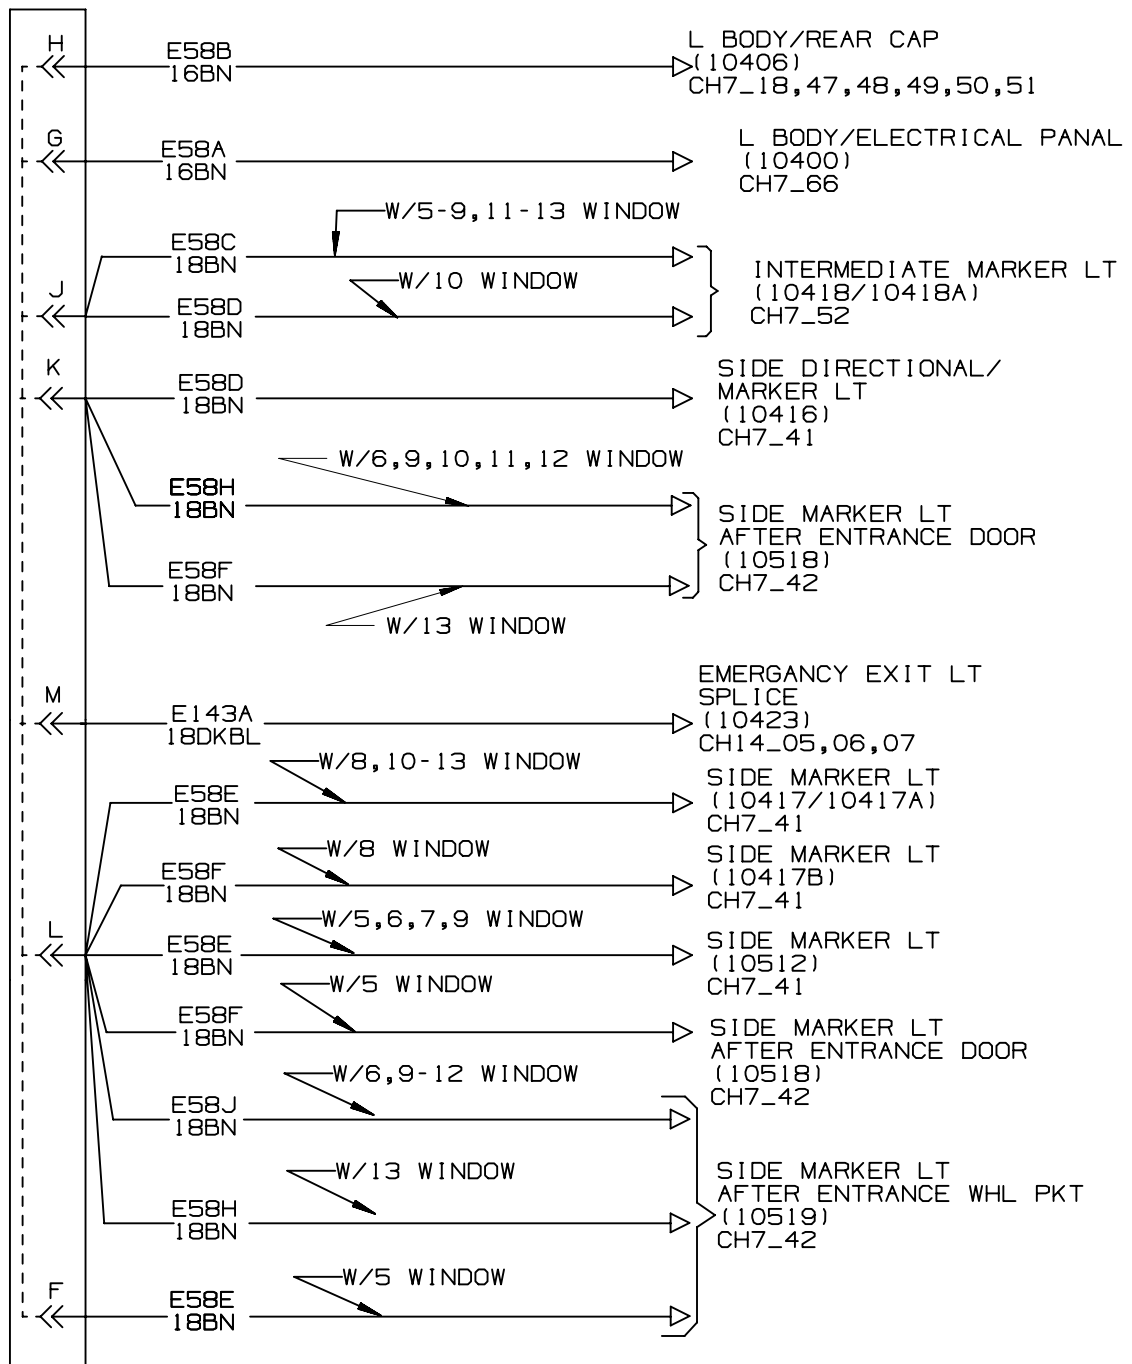 H
E58B
16BN
L BODY/REAR CAP
(10406)
CH7_18,47,48,49,50,51
G
E58A
16BN
L BODY/ELECTRICAL PANAL
(10400)
CH7_66
W/5-9,11-13 WINDOW
E58C
18BN
W/10 WINDOW
J
E58D
18BN
INTERMEDIATE MARKER LT
(10418/10418A)
CH7_52
K
E58D
18BN
SIDE DIRECTIONAL/
MARKER LT
(10416)
CH7_41
W/6,9,10,11,12 WINDOW
E58H
18BN
SIDE MARKER LT
AFTER ENTRANCE DOOR
(10518)
CH7_42
E58F
18BN
W/13 WINDOW
M
E143A
18DKBL
EMERGANCY EXIT LT
SPLICE
(10423)
CH14_05,06,07
W/8,10-13 WINDOW
E58E
18BN
SIDE MARKER LT
(10417/10417A)
CH7_41
W/8 WINDOW
E58F
18BN
SIDE MARKER LT
(10417B)
CH7_41
W/5,6,7,9 WINDOW
L
E58E
18BN
SIDE MARKER LT
(10512)
CH7_41
W/5 WINDOW
E58F
18BN
SIDE MARKER LT
AFTER ENTRANCE DOOR
(10518)
CH7_42
W/6,9-12 WINDOW
E58J
18BN
W/13 WINDOW
E58H
18BN
SIDE MARKER LT
AFTER ENTRANCE WHL PKT
(10519)
CH7_42
W/5 WINDOW
F
E58E
18BN